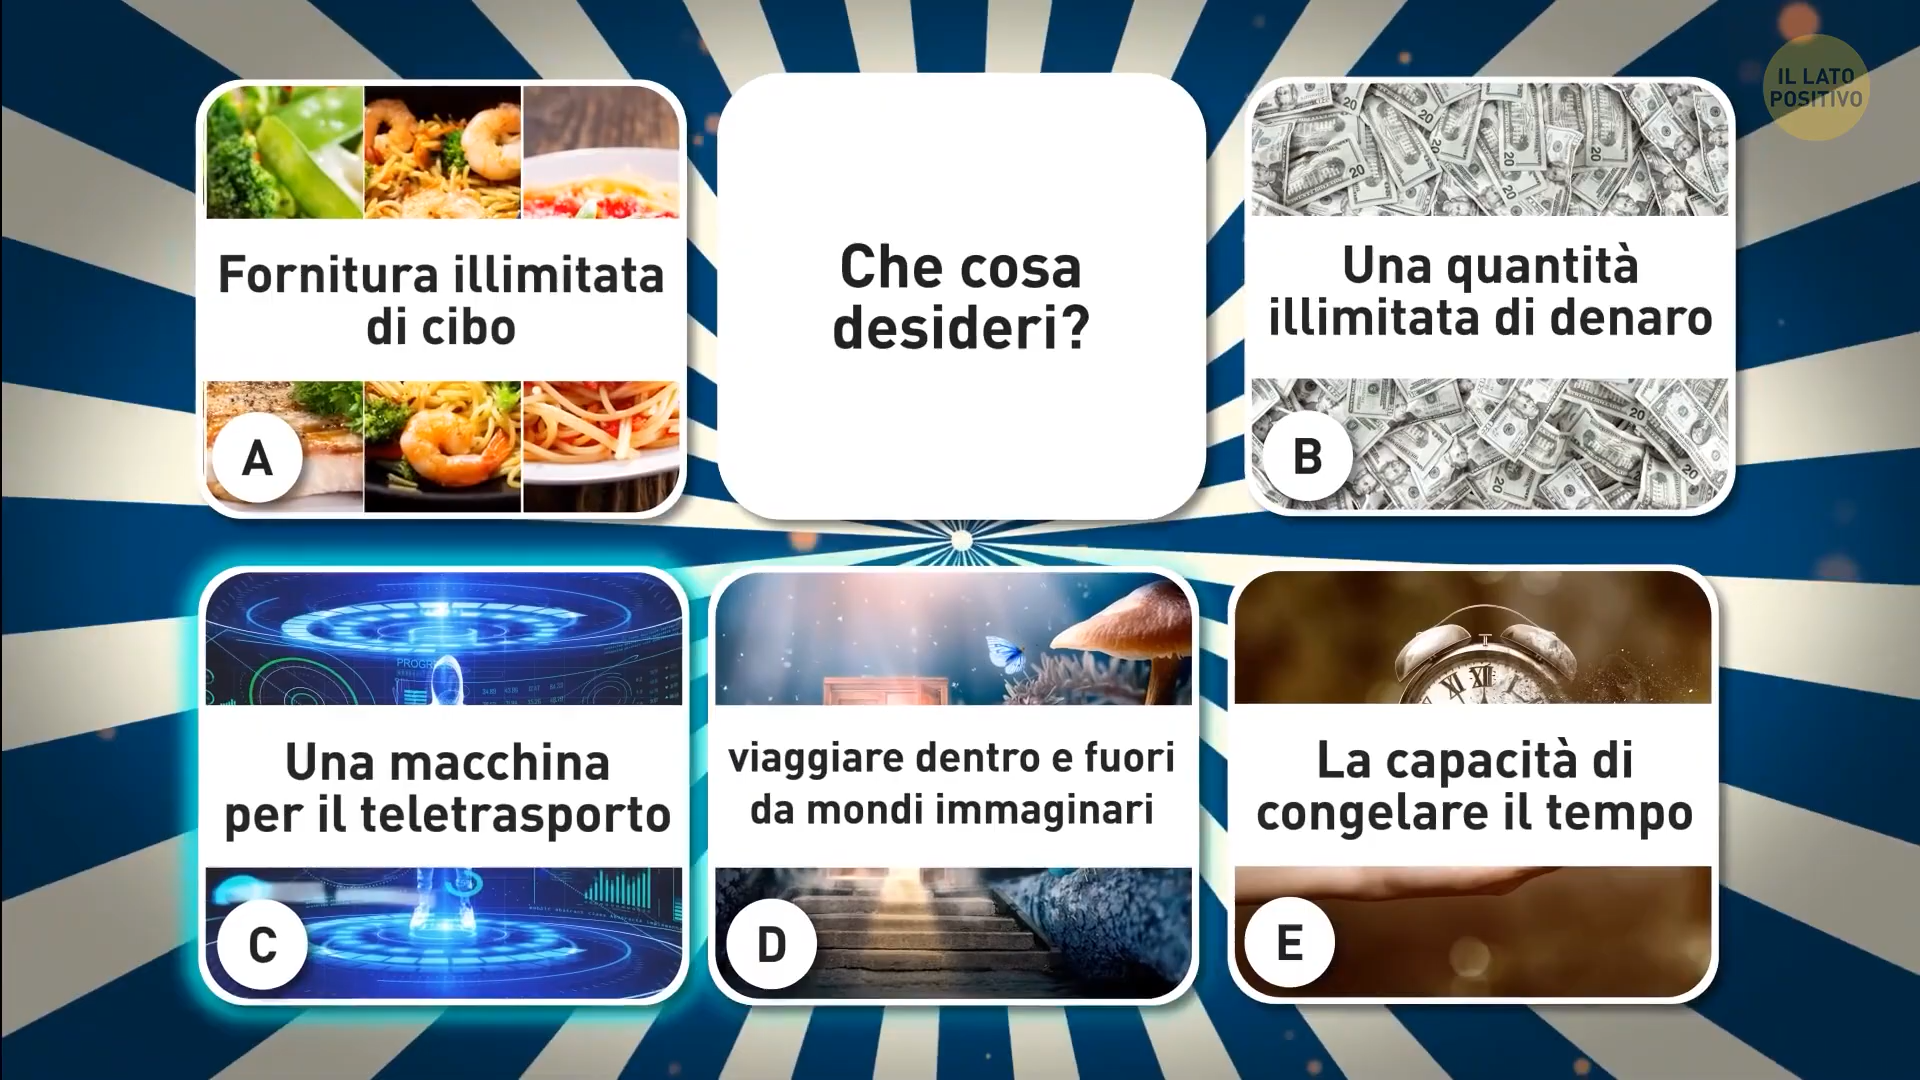 IL LATO
POSITIVO
Fornitura illimitata
di cibo
A
Che cosa
desideri?
Una quantità
illimitata di denaro
B
Una macchina
per il teletrasporto
C
viaggiare dentro e fuori
da mondi immaginari
D
La capacità di
congelare il tempo
E